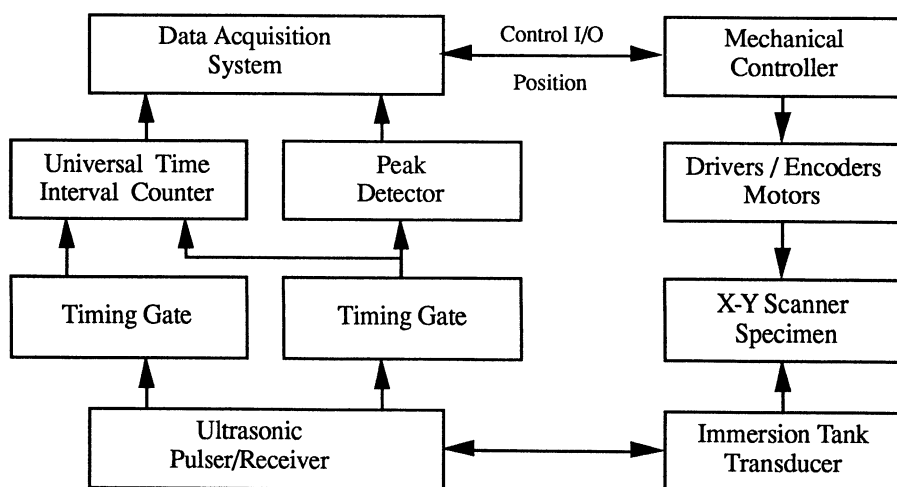 Data Acquisition
System
Control I/O
Position
Mechanical
Controller
Universal Time
Interval Counter
Peak
Detector
Drivers / Encoders
Motors
Timing Gate
Timing Gate
X-Y Scanner
Specimen
Ultrasonic
Pulser/Receiver
Immersion Tank
Transducer